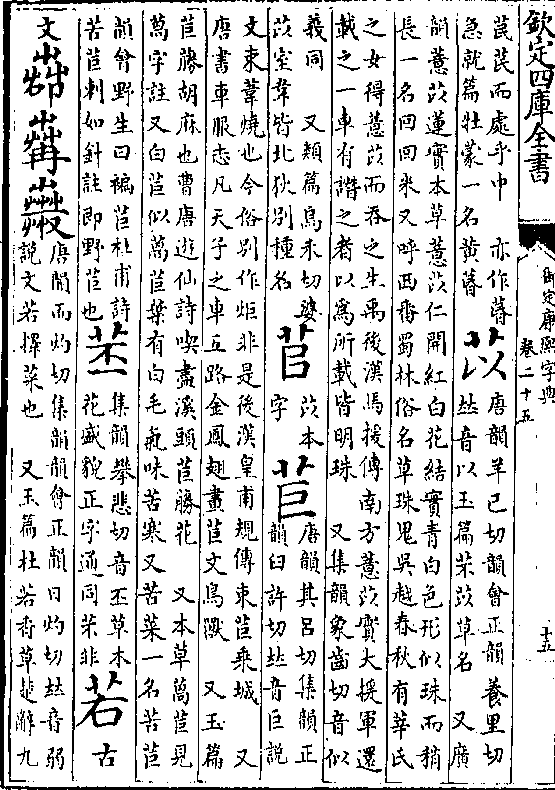 欽定四庫全書
御定康熙字典
卷二十五
十五
而處乎中 亦作
急就篇牡蒙一名黄
苡
唐韻羊已切韻會正韻養里切
𠀤音以玉篇芣苡草名 又廣
韻薏苡蓮實本草薏苡仁開紅白花結實青白色形似珠而稍
長一名回回米又呼西番蜀秫俗名草珠兒吳越春秋有莘氏
之女得薏苡而吞之生禹後漢馬援傳南方薏苡實大援軍還
載之一車有譖之者以爲所載皆明珠 又集韻象齒切音似
義同 又類篇烏禾切婆
苡室韋皆北狄别種名
苢
苡本
字
苣
唐韻其呂切集韻正
韻臼許切𠀤音巨說
文束葦燒也今俗别作炬非是後漢皇甫規傳束苣乗城 又
唐書車服志凡天子之車五路金鳳翅畫苣文鳥獸 又玉篇
苣藤胡麻也曹唐遊仙詩喫盡溪頭苣藤花 又本草萵苣見
萵字註又白苣似萵苣葉有白毛氣味苦寒又苦菜一名苦苣
韻會野生曰褊苣杜甫詩
苦苣刺如針註即野苣也
苤
集韻攀悲切音丕草木
花盛貌正字通同芣非
若
古
文
唐韻而灼切集韻韻會正韻日灼切𠀤音弱
說文若擇菜也 又玉篇杜若香草楚辭九